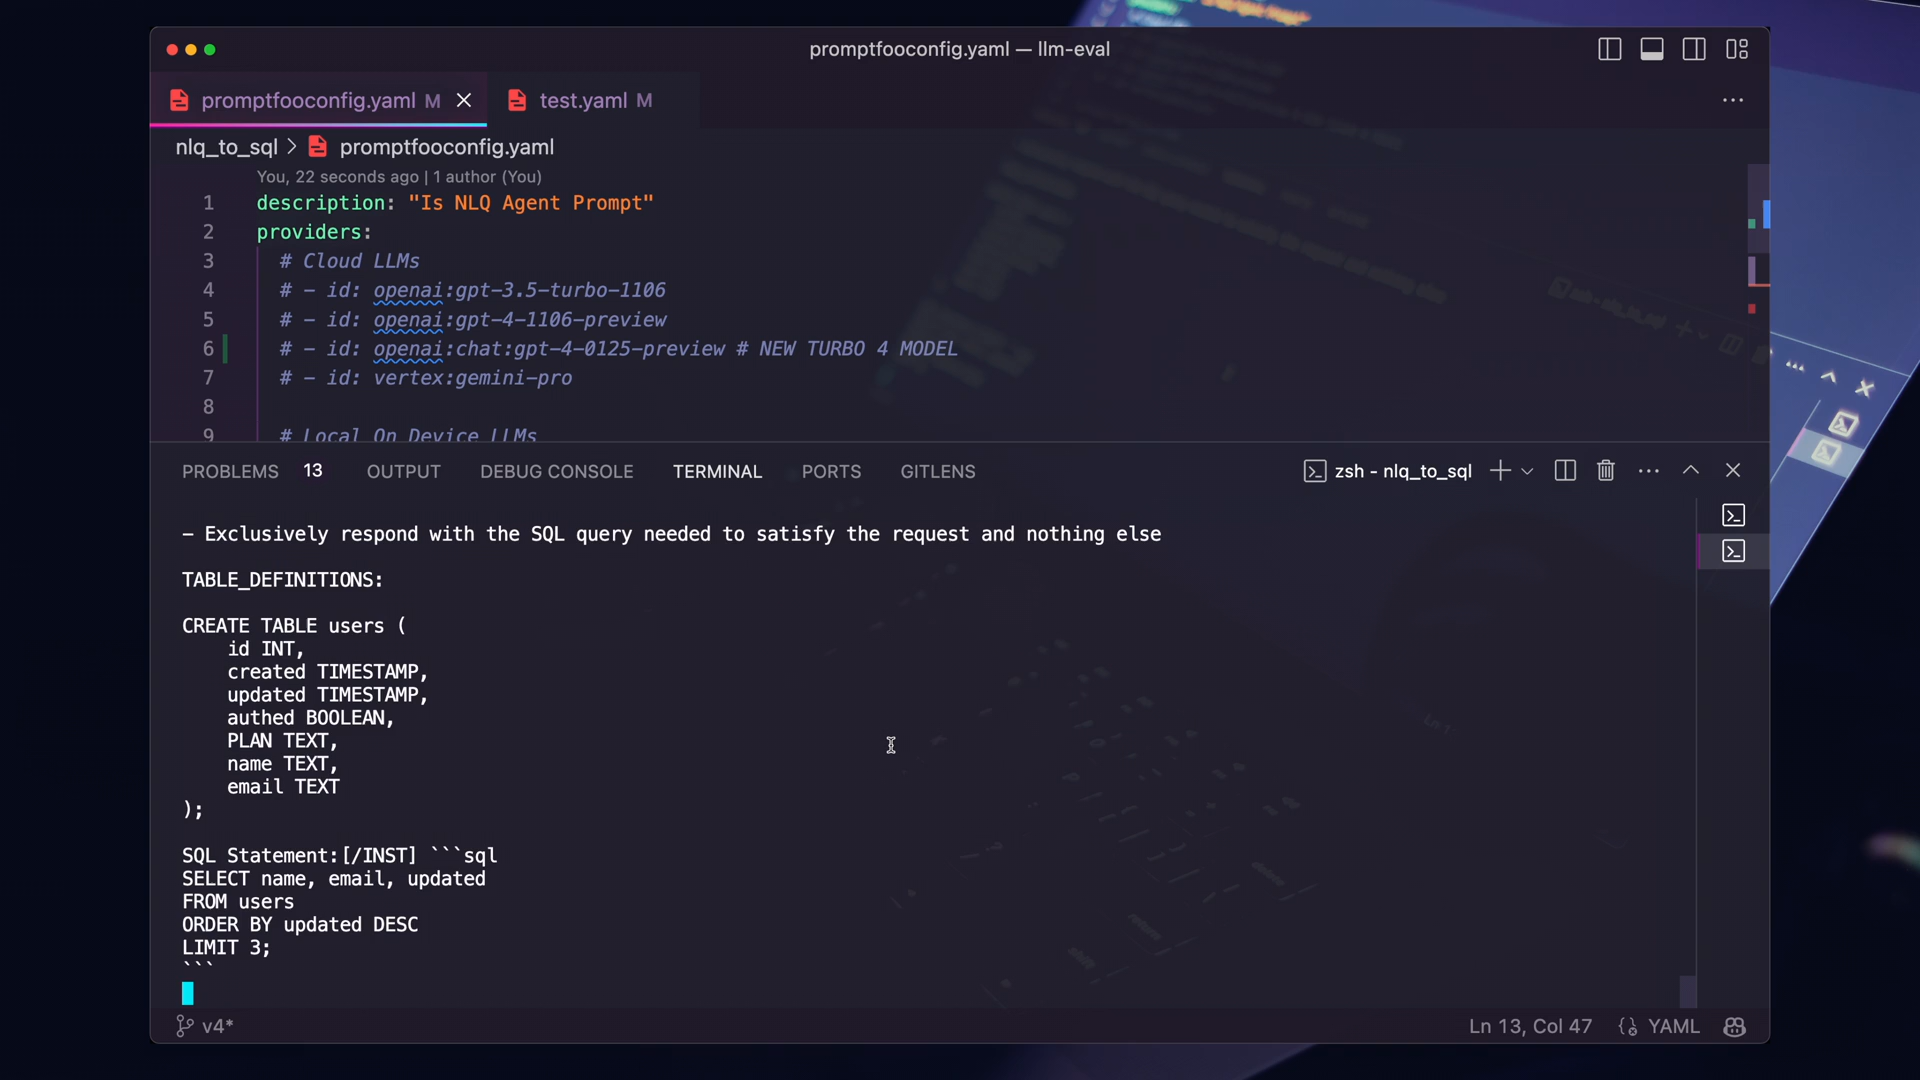 promptfooconfig.yaml — llm-eval
promptfooconfig.yaml M
test.yaml M
nlq_to_sql > promptfooconfig.yaml
You, 22 seconds ago | 1 author (You)
1 description: "Is NLQ Agent Prompt"
2 providers:
3 # Cloud LLMs
4 # - id: openai:gpt-3.5-turbo-1106
5 # - id: openai:gpt-4-1106-preview
6 # - id: openai:chat:gpt-4-0125-preview # NEW TURBO 4 MODEL
7 # - id: vertex:gemini-pro
8
9 # Local On Device LLMs
PROBLEMS 13 OUTPUT DEBUG CONSOLE TERMINAL PORTS GITLENS
zsh - nlq_to_sql
- Exclusively respond with the SQL query needed to satisfy the request and nothing else
TABLE_DEFINITIONS:
CREATE TABLE users (
id INT,
created TIMESTAMP,
updated TIMESTAMP,
authed BOOLEAN,
PLAN TEXT,
name TEXT,
email TEXT
);
SQL Statement:[/INST] ```sql
SELECT name, email, updated
FROM users
ORDER BY updated DESC
LIMIT 3;
```
v4*
Ln 13, Col 47
YAML